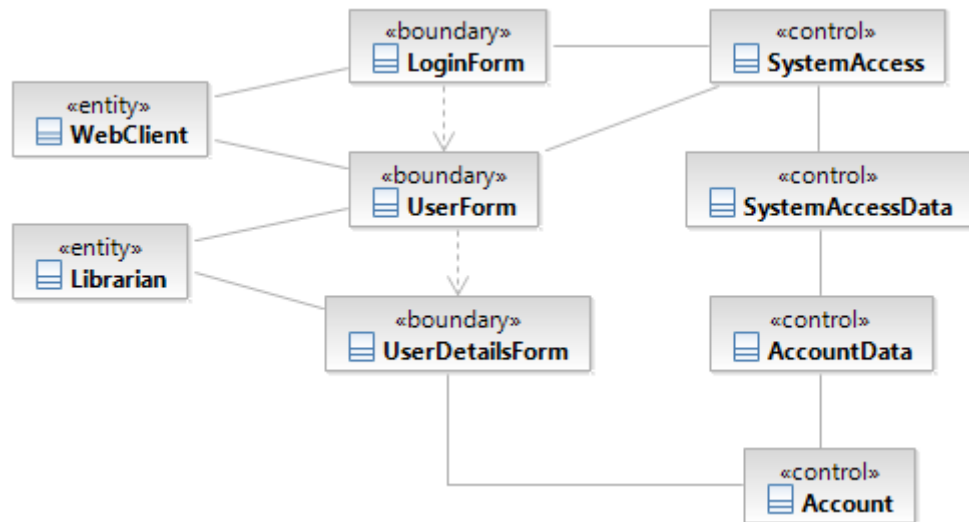 «boundary»
LoginForm
«control»
SystemAccess
«entity»
WebClient
«boundary»
UserForm
«control»
SystemAccessData
«entity»
Librarian
«boundary»
UserDetailsForm
«control»
AccountData
«control»
Account